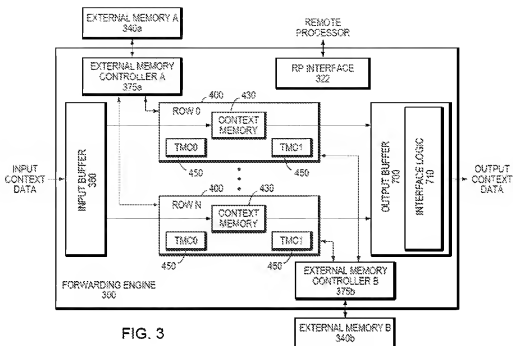 EXTERNAL MEMORY A
340a
REMOTE
PROCESSOR
EXTERNAL MEMORY
CONTROLLER A
375a
RP INTERFACE
322
400
430
ROW 0
CONTEXT
MEMORY
TMC0
TMC1
450
450
INPUT
CONTEXT
DATA
INPUT BUFFER
360
OUTPUT BUFFER
700
INTERFACE LOGIC
710
OUTPUT
CONTEXT
DATA
400
430
ROW N
CONTEXT
MEMORY
TMC0
TMC1
450
450
FORWARDING
ENGINE
300
EXTERNAL MEMORY
CONTROLLER B
375b
EXTERNAL MEMORY B
340b
FIG. 3